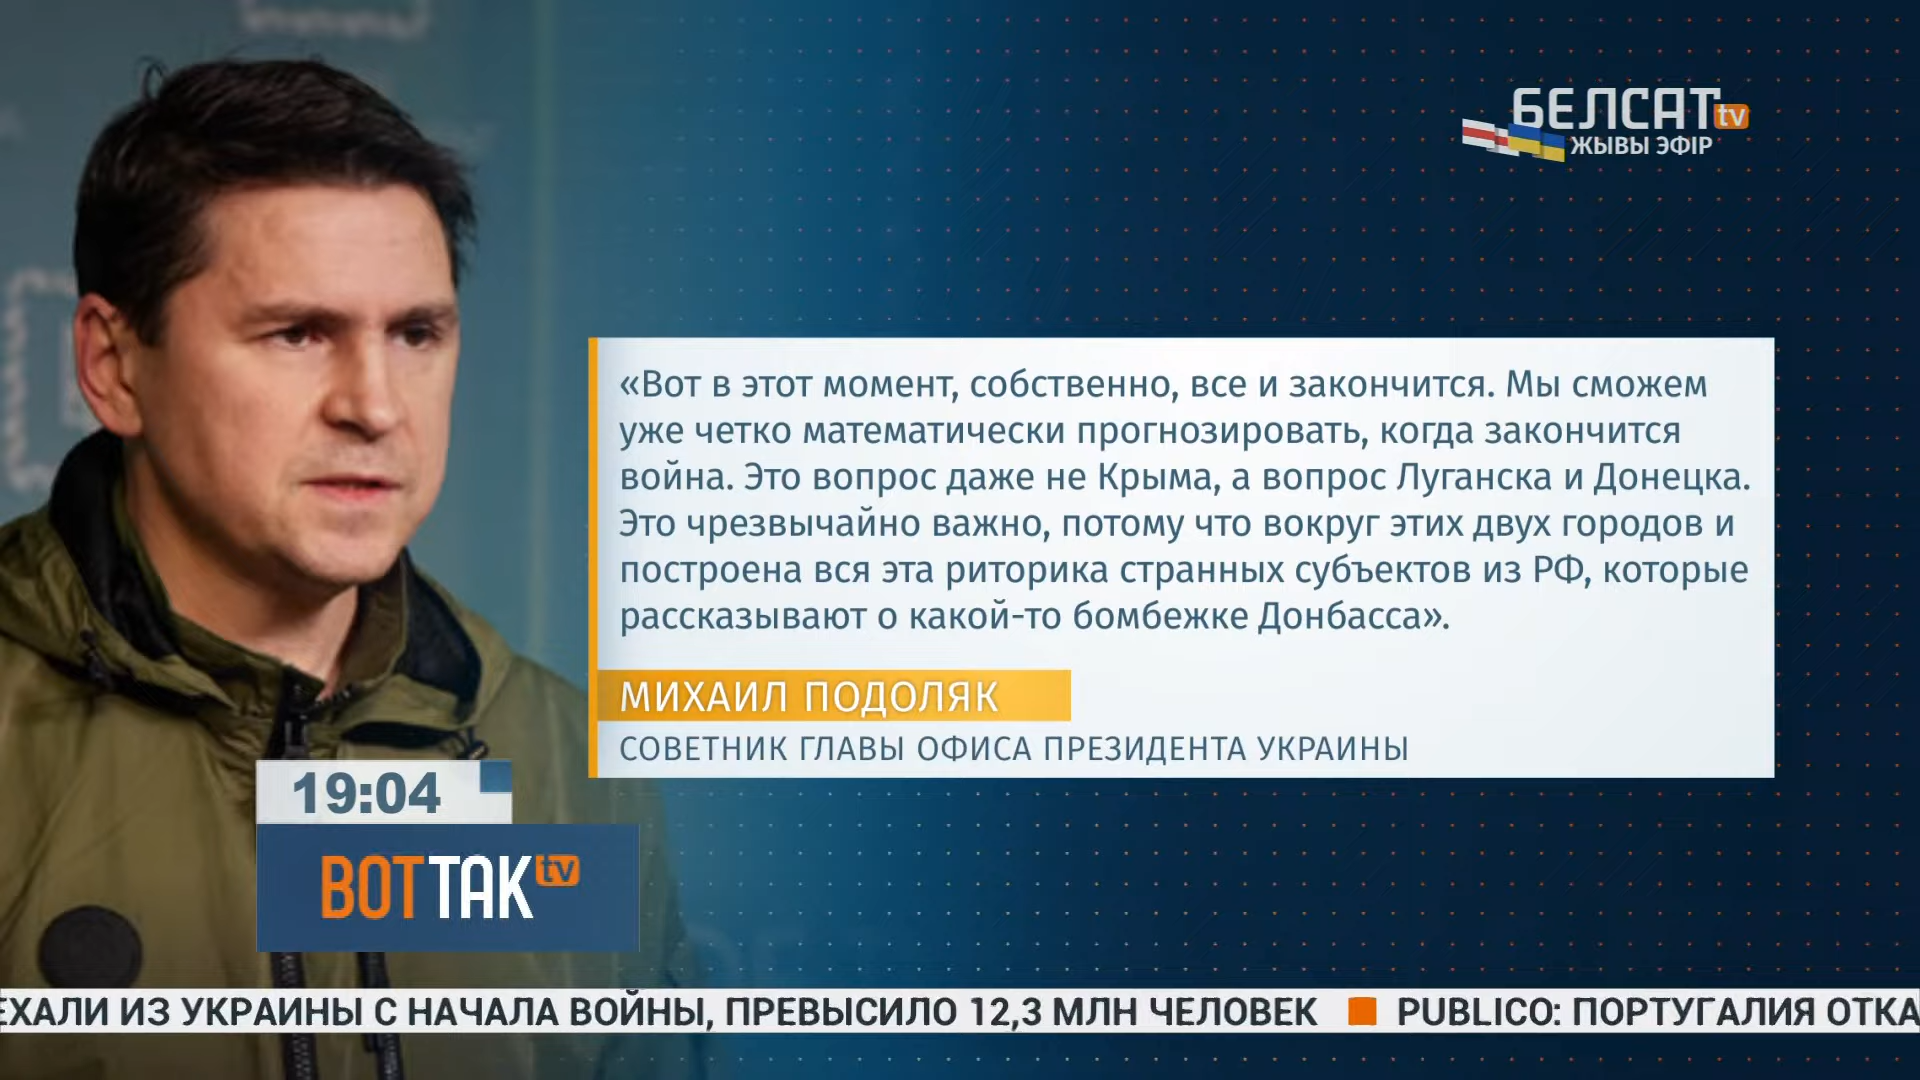 БЕЛСАТ tv
ЖЫВЫ ЭФІР
«Вот в этот момент, собственно, все и закончится. Мы сможем
уже четко математически прогнозировать, когда закончится
война. Это вопрос даже не Крыма, а вопрос Луганска и Донецка.
Это чрезвычайно важно, потому что вокруг этих двух городов и
построена вся эта риторика странных субъектов из РФ, которые
рассказывают о какой-то бомбежке Донбасса».
МИХАИЛ ПОДОЛЯК
СОВЕТНИК ГЛАВЫ ОФИСА ПРЕЗИДЕНТА УКРАИНЫ
19:04
ВОТТАК tv
ЕХАЛИ ИЗ УКРАИНЫ С НАЧАЛА ВОЙНЫ, ПРЕВЫСИЛО 12,3 МЛН ЧЕЛОВЕК ■ PUBLICO: ПОРТУГАЛИЯ ОТКА